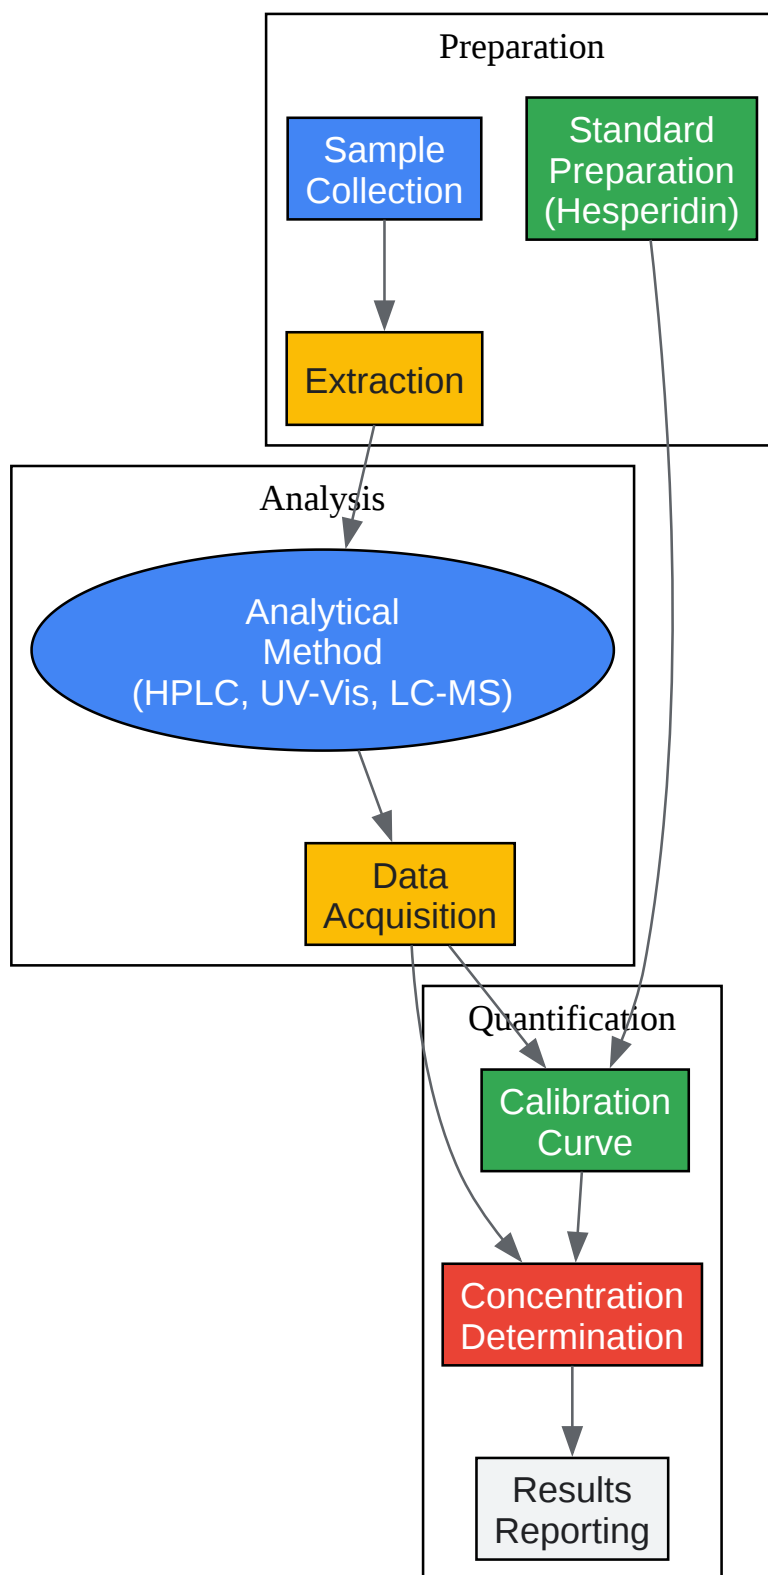 Preparation
Sample
Collection
Standard
Preparation
(Hesperidin)
Extraction
Analysis
Analytical
Method
(HPLC, UV-Vis, LC-MS)
Data
Acquisition
Quantification
Calibration
Curve
Concentration
Determination
Results
Reporting